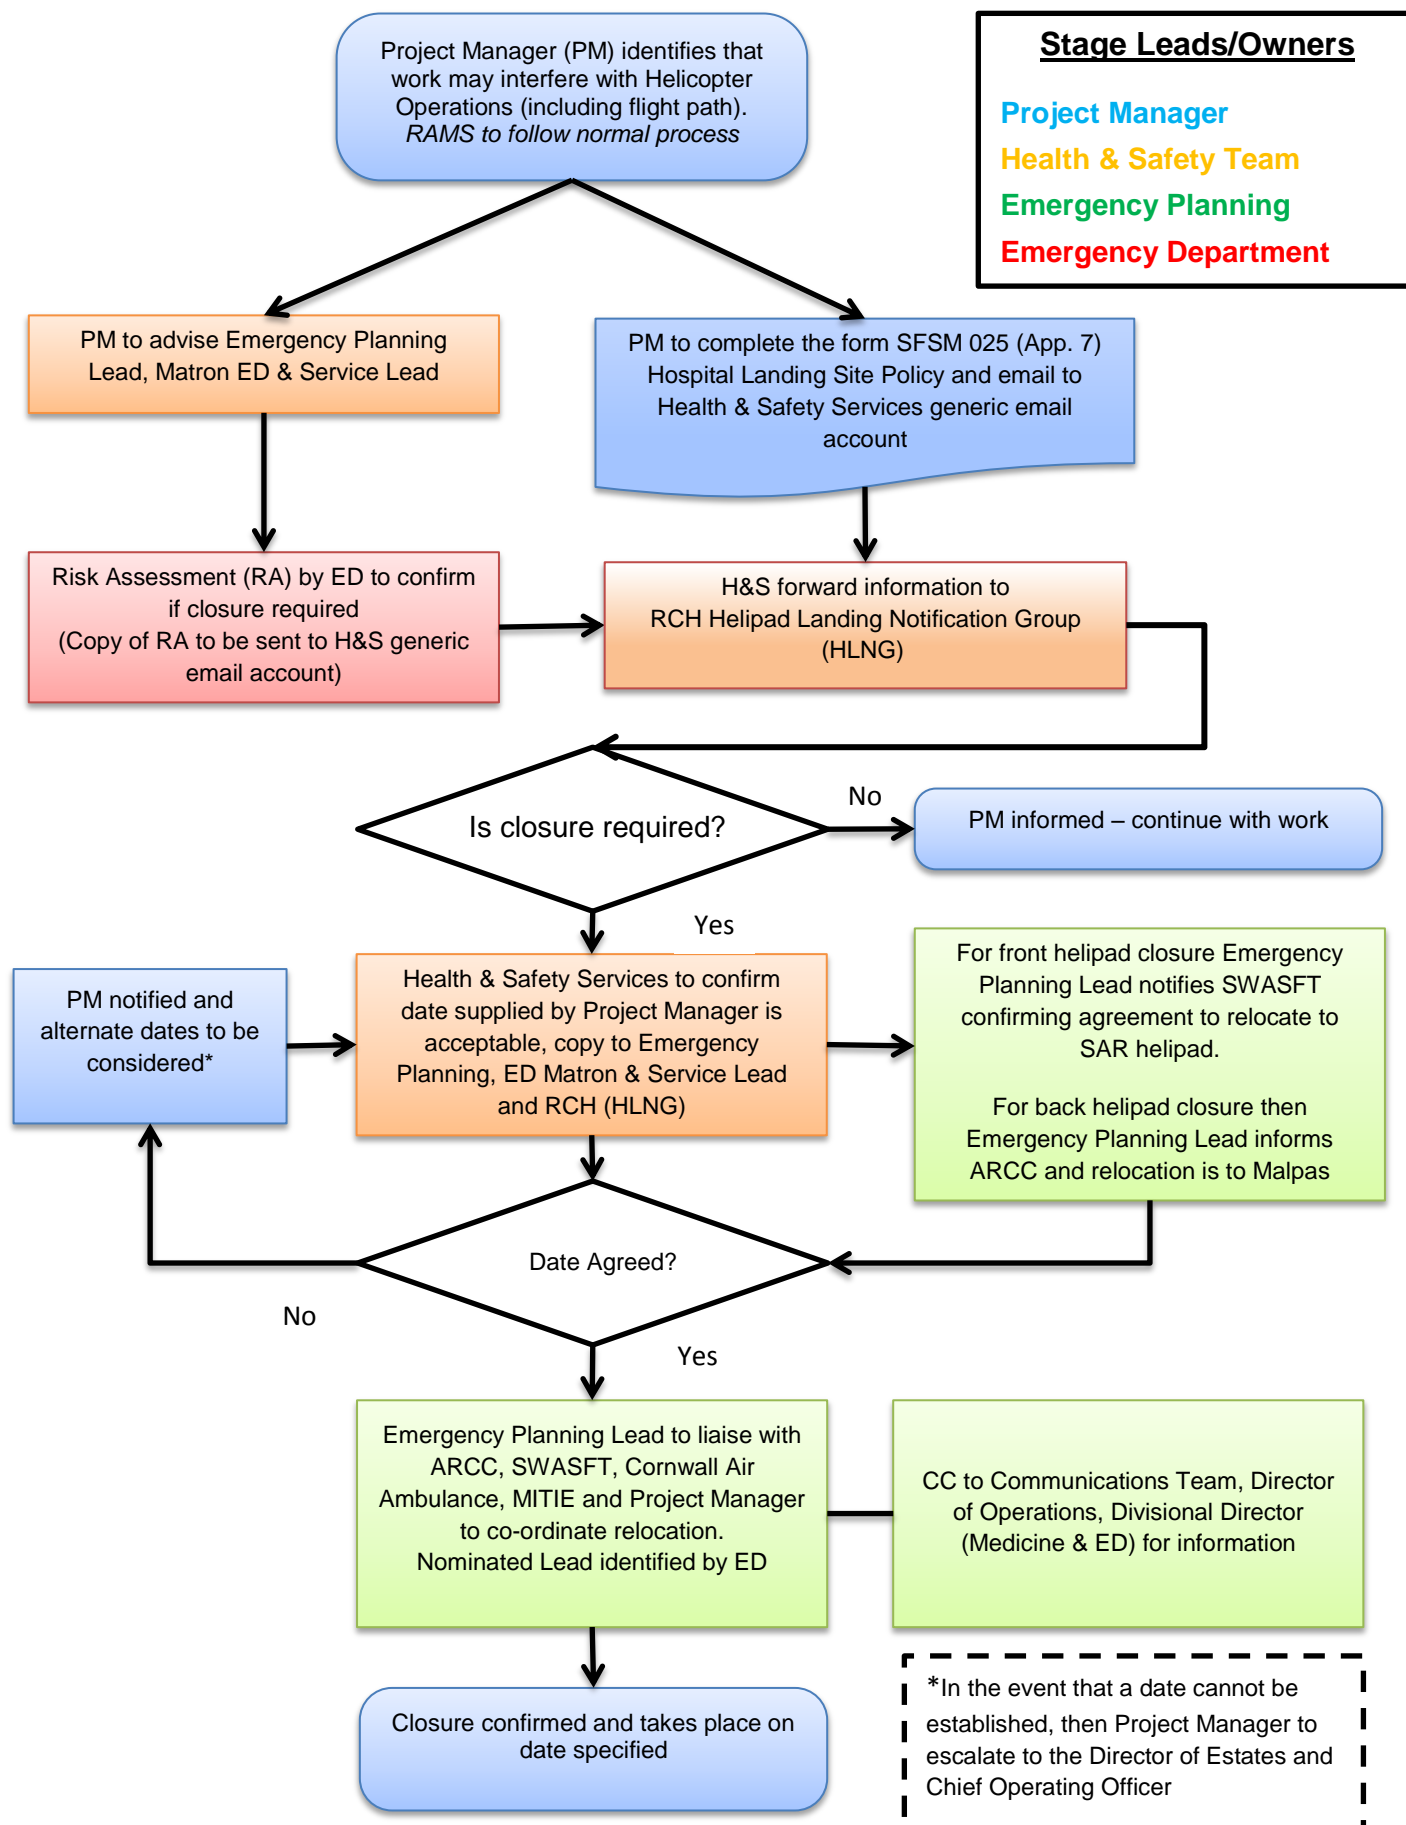 Project Manager (PM) identifies that
work may interfere with Helicopter
Operations (including flight path).
RAMS to follow normal process
Stage Leads/Owners
Project Manager
Health & Safety Team
Emergency Planning
Emergency Department
PM to advise Emergency Planning
Lead, Matron ED & Service Lead
PM to complete the form SFSM 025 (App. 7)
Hospital Landing Site Policy and email to
Health & Safety Services generic email
account
Risk Assessment (RA) by ED to confirm
if closure required
(Copy of RA to be sent to H&S generic
email account)
H&S forward information to
RCH Helipad Landing Notification Group
(HLNG)
Is closure required?
No
PM informed – continue with work
Yes
PM notified and
alternate dates to be
considered*
Health & Safety Services to confirm
date supplied by Project Manager is
acceptable, copy to Emergency
Planning, ED Matron & Service Lead
and RCH (HLNG)
For front helipad closure Emergency
Planning Lead notifies SWASFT
confirming agreement to relocate to
SAR helipad.
For back helipad closure then
Emergency Planning Lead informs
ARCC and relocation is to Malpas
Date Agreed?
No
Yes
Emergency Planning Lead to liaise with
ARCC, SWASFT, Cornwall Air
Ambulance, MITIE and Project Manager
to co-ordinate relocation.
Nominated Lead identified by ED
CC to Communications Team, Director
of Operations, Divisional Director
(Medicine & ED) for information
Closure confirmed and takes place on
date specified
*In the event that a date cannot be
established, then Project Manager to
escalate to the Director of Estates and
Chief Operating Officer